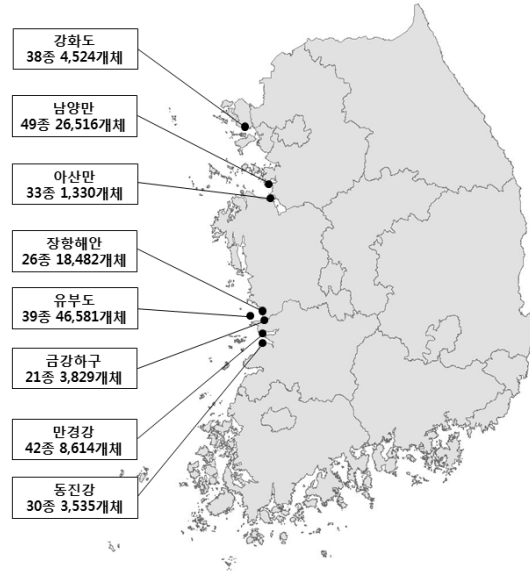 강화도
38종 4,524개체
남양만
49종 26,516개체
아산만
33종 1,330개체
장항해안
26종 18,482개체
유부도
39종 46,581개체
금강하구
21종 3,829개체
만경강
42종 8,614개체
동진강
30종 3,535개체